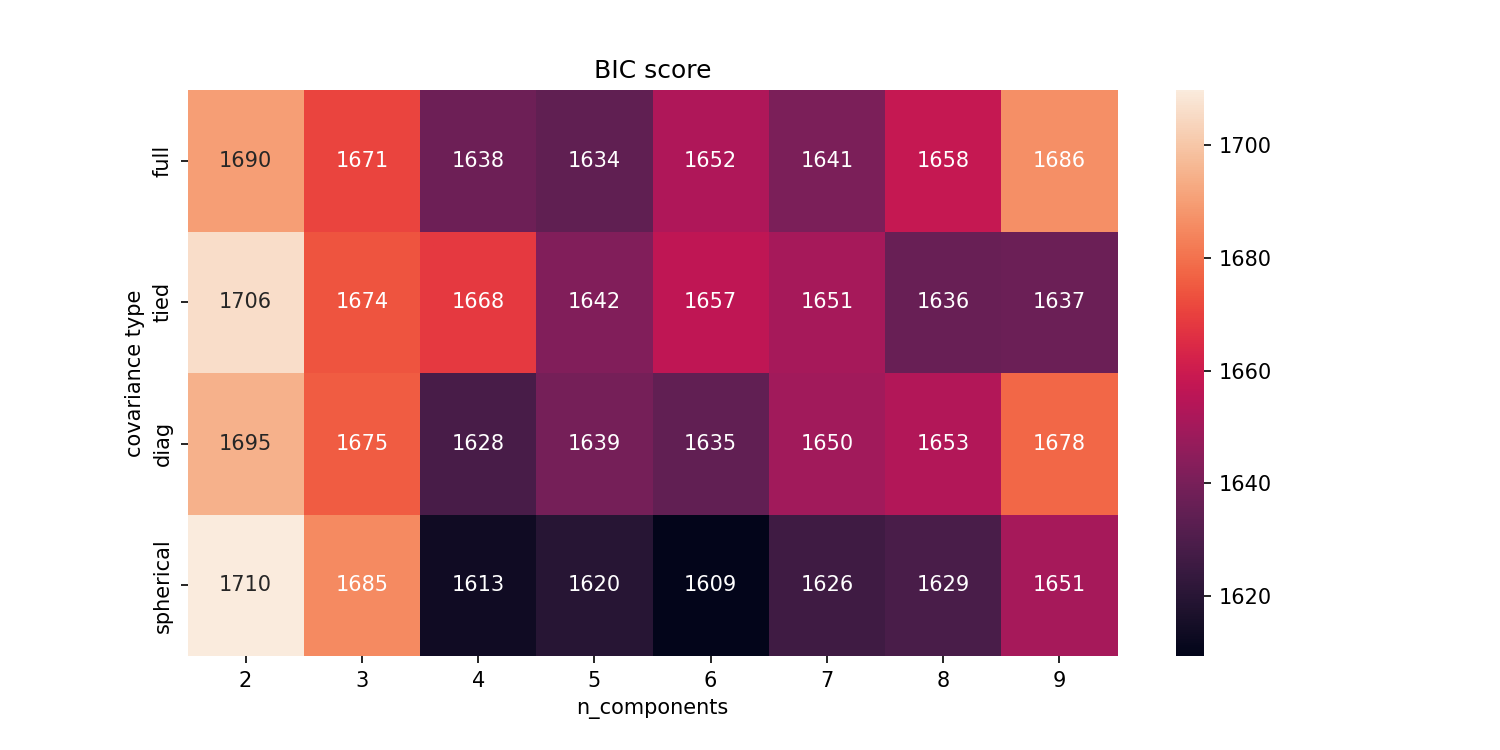 BIC score
full 1690 1671 1638 1634 1652 1641 1658 1686
tied 1706 1674 1668 1642 1657 1651 1636 1637
diag 1695 1675 1628 1639 1635 1650 1653 1678
spherical 1710 1685 1613 1620 1609 1626 1629 1651
covariance type
2 3 4 5 6 7 8 9
n_components
1700
1680
1660
1640
1620